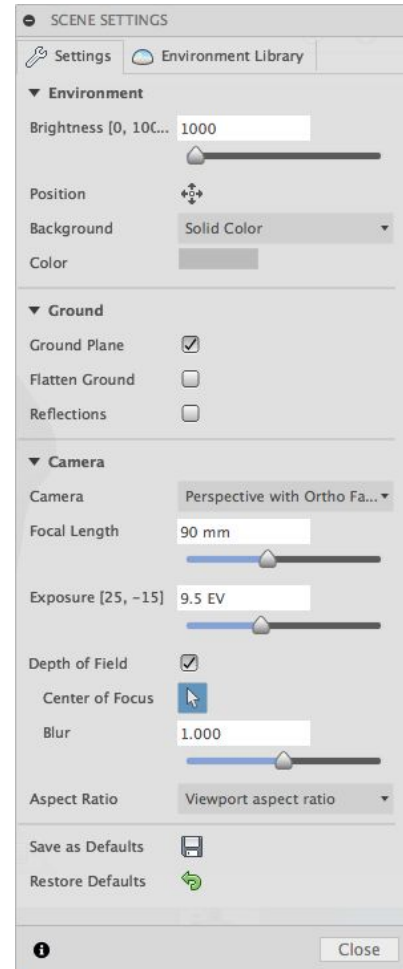 SCENE SETTINGS
Settings Environment Library
Environment
Brightness [0, 10(... 1000
Position
Background Solid Color
Color
Ground
Ground Plane
Flatten Ground
Reflections
Camera
Camera Perspective with Ortho Fa...
Focal Length 90 mm
Exposure [25, -15] 9.5 EV
Depth of Field
Center of Focus
Blur 1.000
Aspect Ratio Viewport aspect ratio
Save as Defaults
Restore Defaults
Close